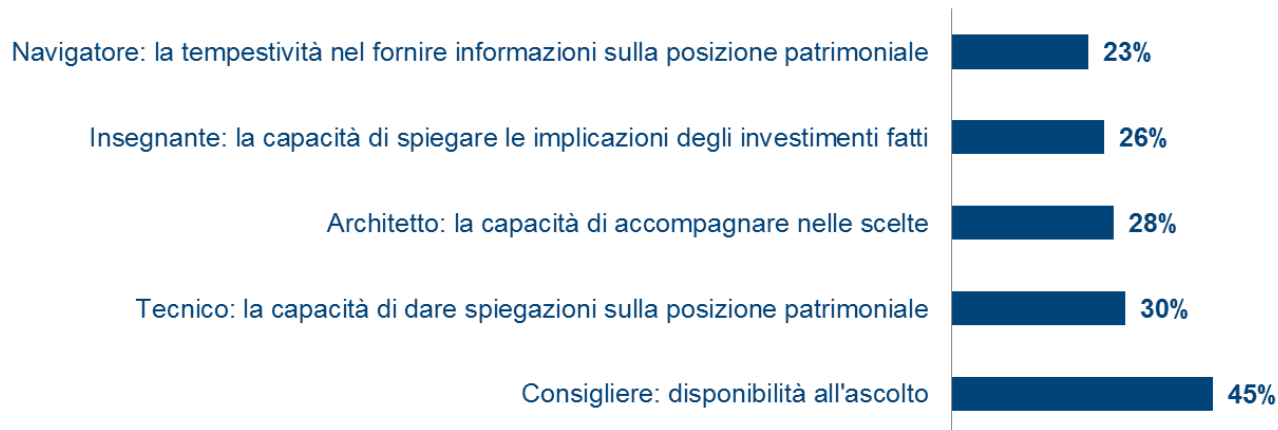 Navigatore: la tempestività nel fornire informazioni sulla posizione patrimoniale 23%
Insegnante: la capacità di spiegare le implicazioni degli investimenti fatti 26%
Architetto: la capacità di accompagnare nelle scelte 28%
Tecnico: la capacità di dare spiegazioni sulla posizione patrimoniale 30%
Consigliere: disponibilità all'ascolto 45%